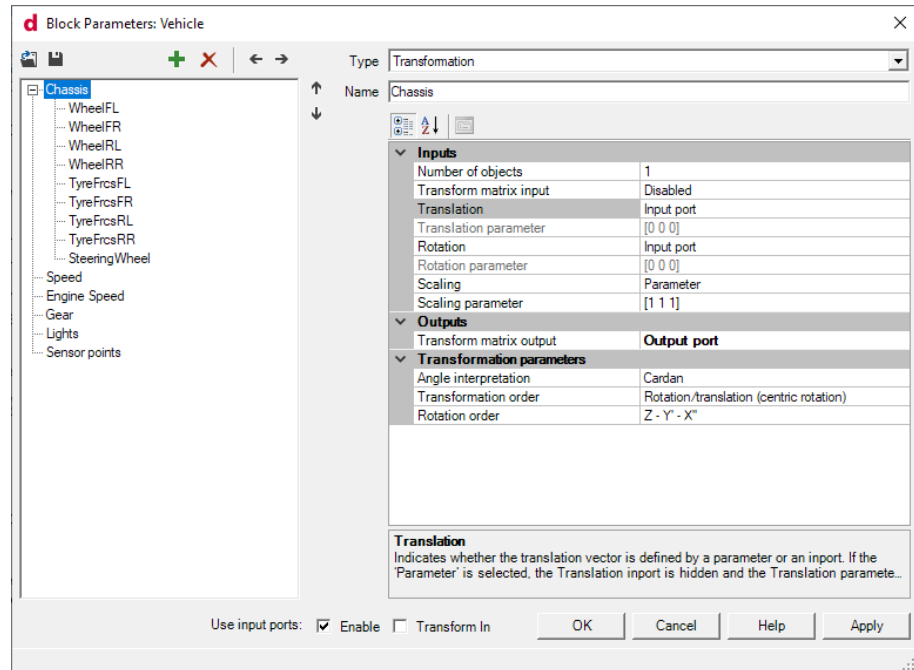 d Block Parameters: Vehicle
Type Transformation
Name Chassis
Chassis
WheelFL
WheelFR
WheelRL
WheelRR
TyreFrcsFL
TyreFrcsFR
TyreFrcsRL
TyreFrcsRR
SteeringWheel
Speed
Engine Speed
Gear
Lights
Sensor points
A Z
Inputs
Number of objects 1
Transform matrix input Disabled
Translation Input port
Translation parameter [0 0 0]
Rotation Input port
Rotation parameter [0 0 0]
Scaling Parameter
Scaling parameter [1 1 1]
Outputs
Transform matrix output Output port
Transformation parameters
Angle interpretation Cardan
Transformation order Rotation/translation (centric rotation)
Rotation order Z - Y' - X''
Translation
Indicates whether the translation vector is defined by a parameter or an inport. If the
'Parameter' is selected, the Translation inport is hidden and the Translation paramete...
Use input ports: Enable Transform In OK Cancel Help Apply